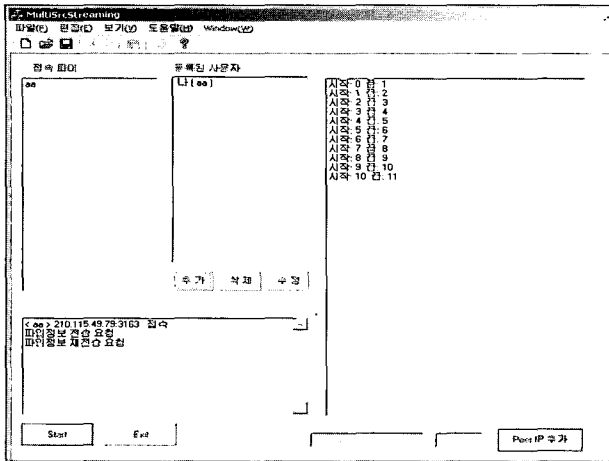 MultiSrcStreaming
파일(F) 편집(E) 보기(V) 도움말(H) Window(W)
접속 피어
등록된 사용자
aa
나 [aa]
시작: 0 끝: 1
시작: 1 끝: 2
시작: 2 끝: 3
시작: 3 끝: 4
시작: 4 끝: 5
시작: 5 끝: 6
시작: 6 끝: 7
시작: 7 끝: 8
시작: 8 끝: 9
시작: 9 끝: 10
시작: 10 끝: 11
추가 삭제 수정
< aa > 210.115.49.79:3163 접속
파일정보 전송 요청
파일정보 재전송 요청
Start Exit
Peer IP 추가